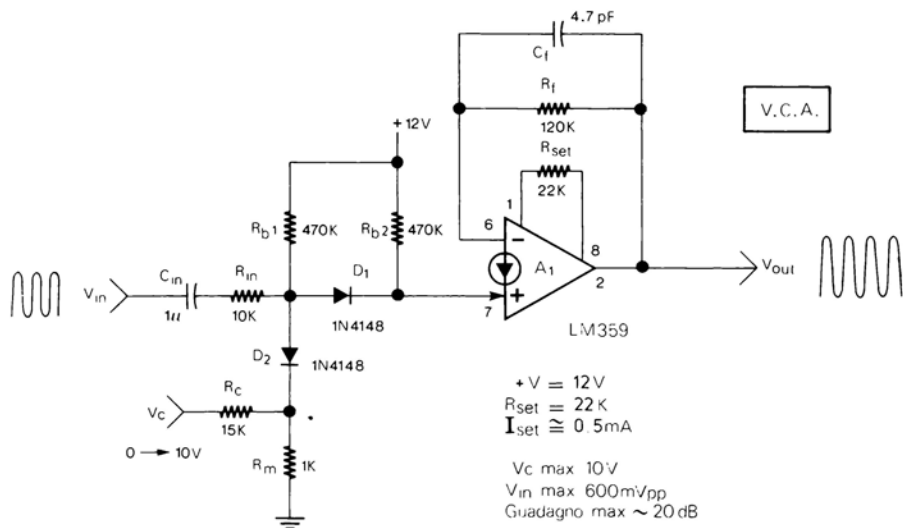 4.7 pF
Cf
Rf
120K
Rset
22K
V.C.A.
+12V
Rb1
470K
Rb2
470K
1
6
8
A1
2
7
LM359
Vout
Cin
Rin
D1
Vin
1u
10K
1N4148
D2
1N4148
Rc
Vc
15K
0 → 10V
Rm
1K
+V = 12V
Rset = 22K
Iset ≅ 0.5mA
Vc max 10V
Vin max 600mVpp
Guadagno max ~ 20 dB